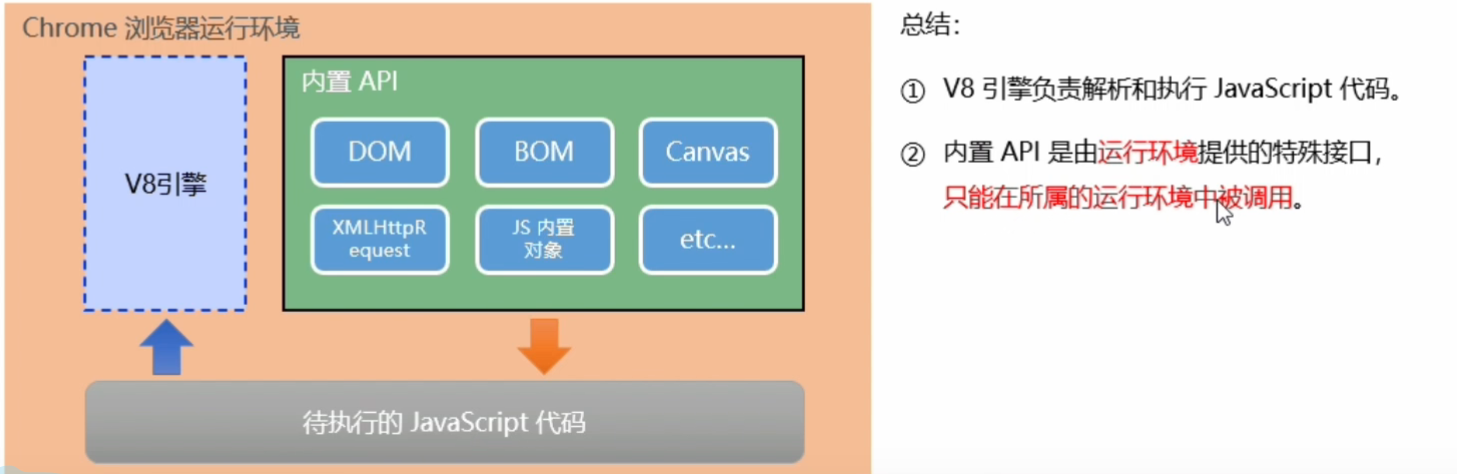 Chrome 浏览器运行环境
V8引擎
内置 API
DOM
BOM
Canvas
XMLHttpR
equest
JS 内置
对象
etc...
待执行的 JavaScript 代码
总结：
① V8 引擎负责解析和执行 JavaScript 代码。
② 内置 API 是由运行环境提供的特殊接口，
只能在所属的运行环境中被调用。